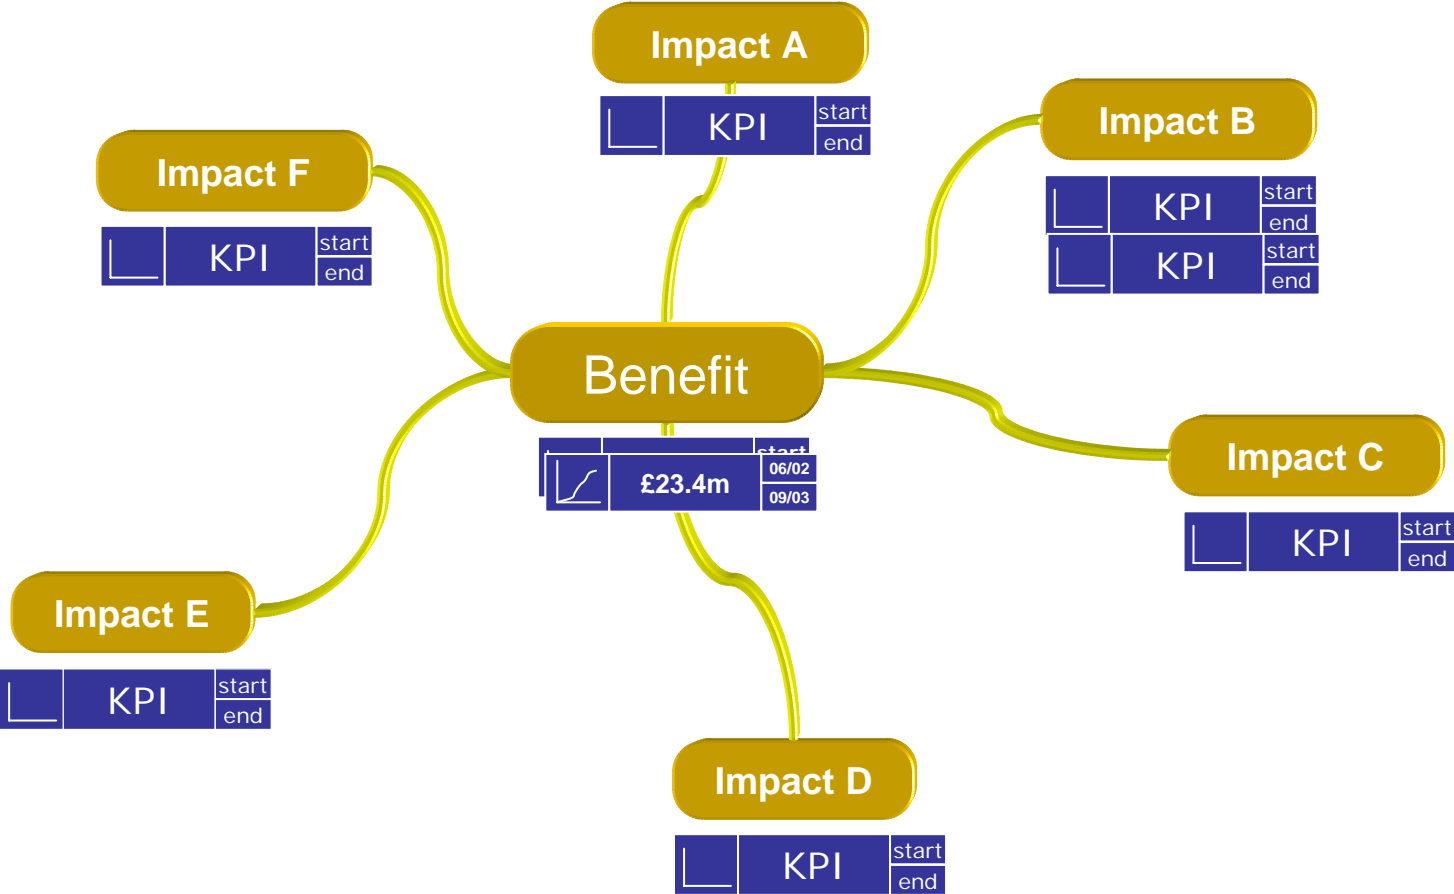 Impact A
KPI
start
end
Impact B
KPI
start
end
KPI
start
end
Impact F
KPI
start
end
Benefit
start
£23.4m
06/02
09/03
Impact C
KPI
start
end
Impact E
KPI
start
end
Impact D
KPI
start
end